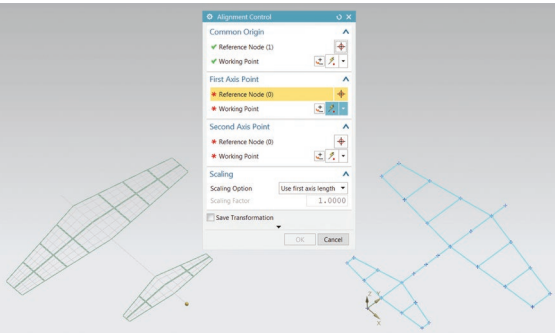 Alignment Control
Common Origin
Reference Node (1)
Working Point
First Axis Point
Reference Node (0)
Working Point
Second Axis Point
Reference Node (0)
Working Point
Scaling
Scaling Option Use first axis length
Scaling Factor 1.0000
Save Transformation
OK Cancel
Z Y
X